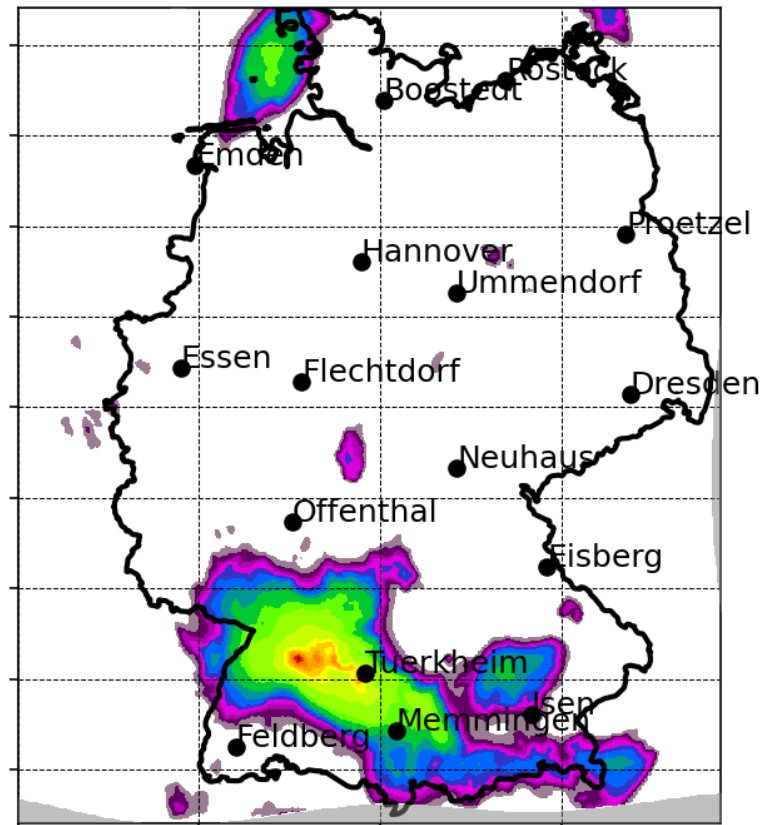 Rostock
Boostedt
Emden
Proetzel
Hannover
Ummendorf
Essen
Flechtdorf
Dresden
Neuhaus
Offenthal
Eisberg
Tuerkheim
Isen
Memmingen
Feldberg